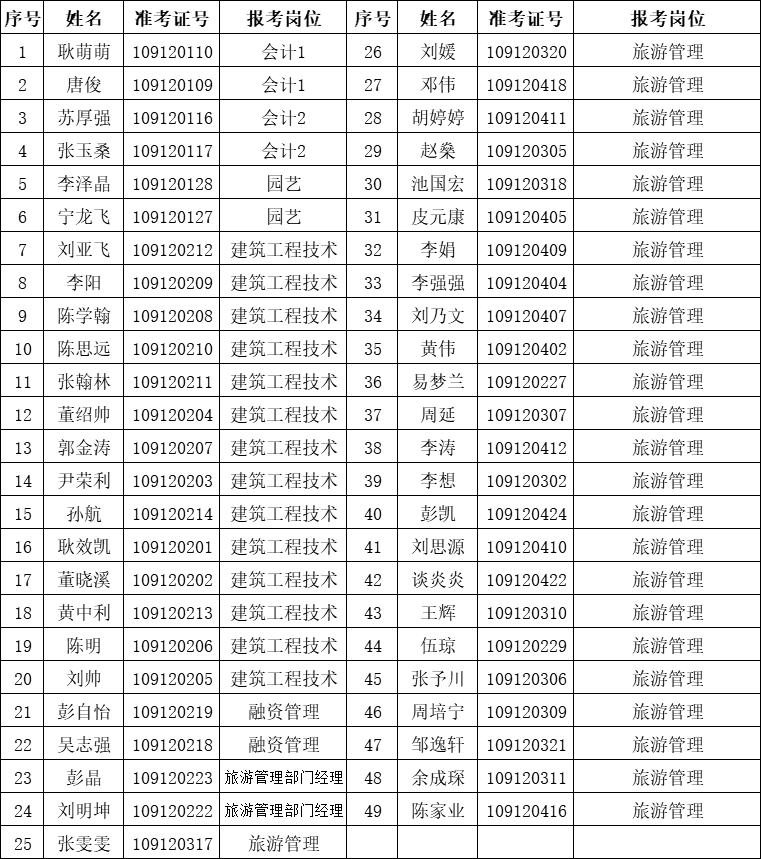 序号 姓名 准考证号 报考岗位 序号 姓名 准考证号 报考岗位
1 耿萌萌 109120110 会计1 26 刘媛 109120320 旅游管理
2 唐俊 109120109 会计1 27 邓伟 109120418 旅游管理
3 苏厚强 109120116 会计2 28 胡婷婷 109120411 旅游管理
4 张玉桑 109120117 会计2 29 赵燊 109120305 旅游管理
5 李泽晶 109120128 园艺 30 池国宏 109120318 旅游管理
6 宁龙飞 109120127 园艺 31 皮元康 109120405 旅游管理
7 刘亚飞 109120212 建筑工程技术 32 李娟 109120409 旅游管理
8 李阳 109120209 建筑工程技术 33 李强强 109120404 旅游管理
9 陈学翰 109120208 建筑工程技术 34 刘乃文 109120407 旅游管理
10 陈思远 109120210 建筑工程技术 35 黄伟 109120402 旅游管理
11 张翰林 109120211 建筑工程技术 36 易梦兰 109120227 旅游管理
12 董绍帅 109120204 建筑工程技术 37 周延 109120307 旅游管理
13 郭金涛 109120207 建筑工程技术 38 李涛 109120412 旅游管理
14 尹荣利 109120203 建筑工程技术 39 李想 109120302 旅游管理
15 孙航 109120214 建筑工程技术 40 彭凯 109120424 旅游管理
16 耿效凯 109120201 建筑工程技术 41 刘思源 109120410 旅游管理
17 董晓溪 109120202 建筑工程技术 42 谈炎炎 109120422 旅游管理
18 黄中利 109120213 建筑工程技术 43 王辉 109120310 旅游管理
19 陈明 109120206 建筑工程技术 44 伍琼 109120229 旅游管理
20 刘帅 109120205 建筑工程技术 45 张予川 109120306 旅游管理
21 彭自怡 109120219 融资管理 46 周培宁 109120309 旅游管理
22 吴志强 109120218 融资管理 47 邹逸轩 109120321 旅游管理
23 彭晶 109120223 旅游管理部门经理 48 余成琛 109120311 旅游管理
24 刘明坤 109120222 旅游管理部门经理 49 陈家业 109120416 旅游管理
25 张雯雯 109120317 旅游管理